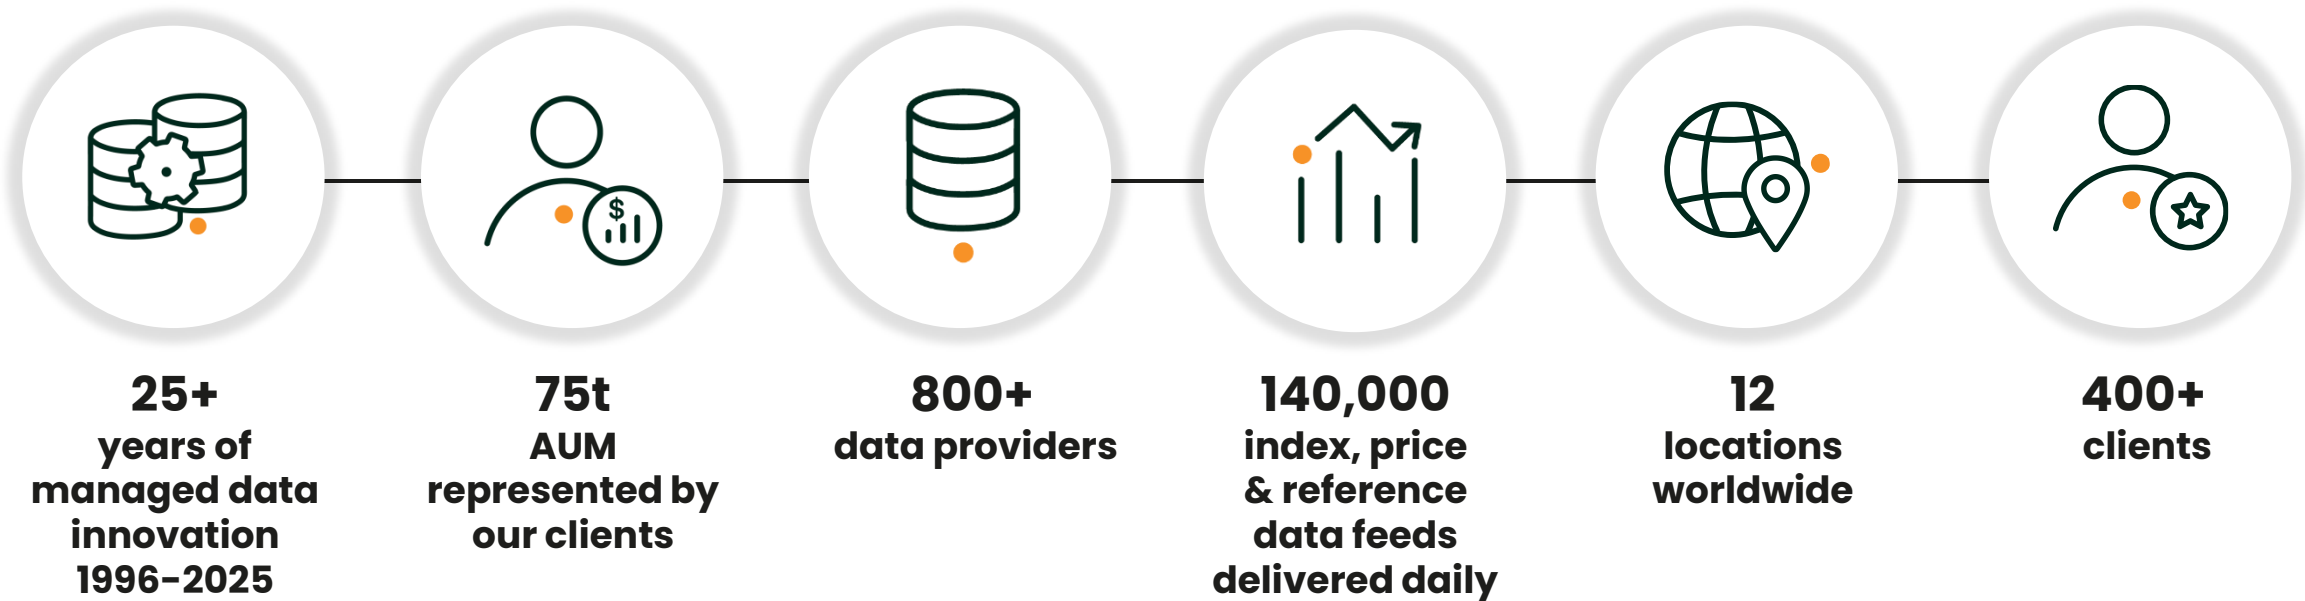 $
25+
years of
managed data
innovation
1996-2025
75t
AUM
represented by
our clients
800+
data providers
140,000
index, price
& reference
data feeds
delivered daily
12
locations
worldwide
400+
clients